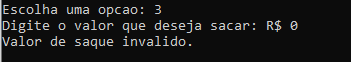 Escolha uma opcao: 3
Digite o valor que deseja sacar: R$ 0
Valor de saque invalido.